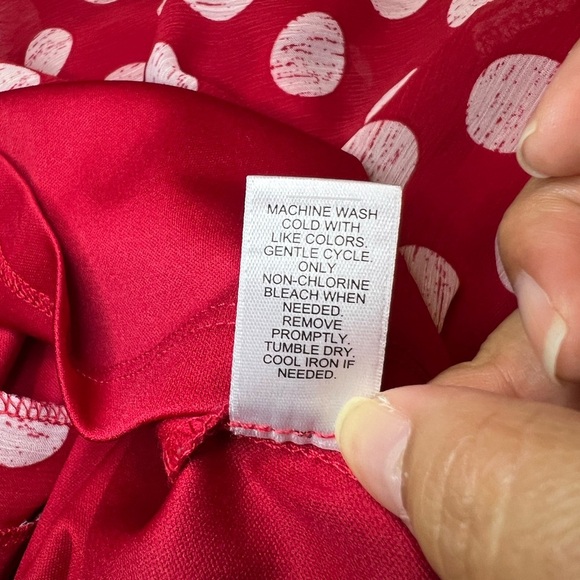 MACHINE WASH
COLD WITH
LIKE COLORS.
GENTLE CYCLE.
ONLY
NON-CHLORINE
BLEACH WHEN
NEEDED.
REMOVE
PROMPTLY.
TUMBLE DRY.
COOL IRON IF
NEEDED.